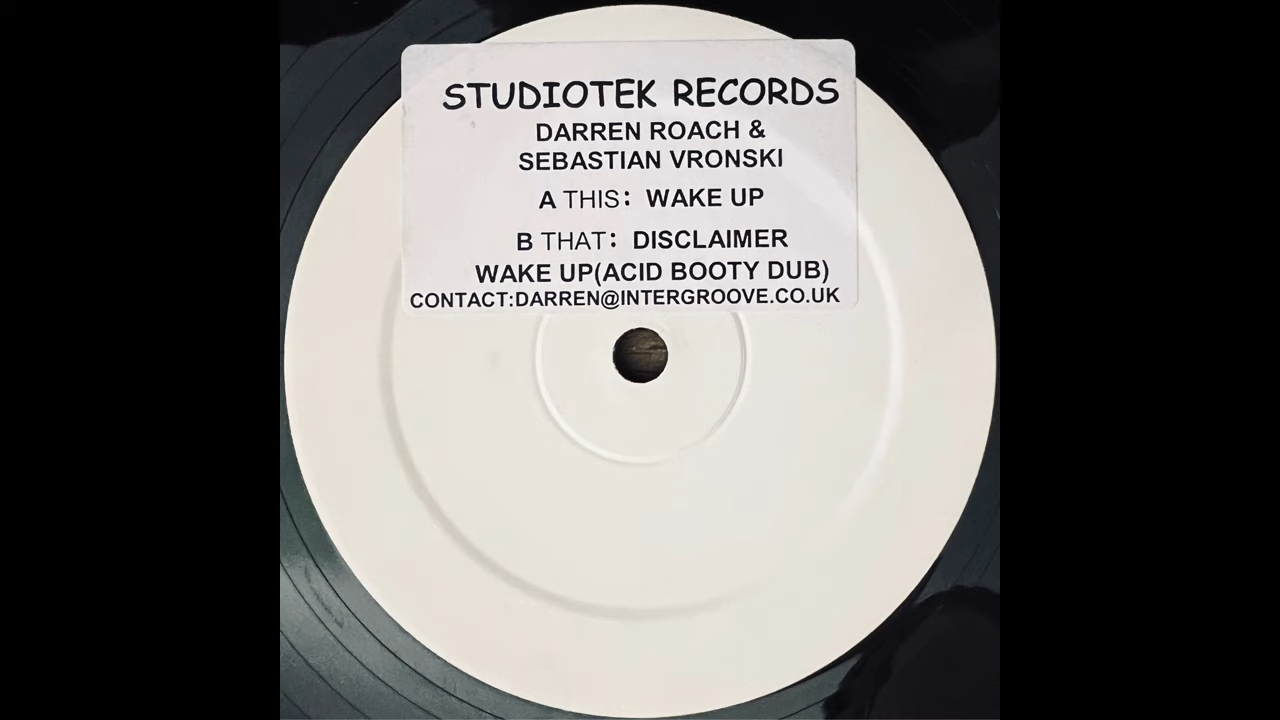 STUDIOTEK RECORDS
DARREN ROACH &
SEBASTIAN VRONSKI
A THIS: WAKE UP
B THAT: DISCLAIMER
WAKE UP(ACID BOOTY DUB)
CONTACT:DARREN@INTERGROOVE.CO.UK